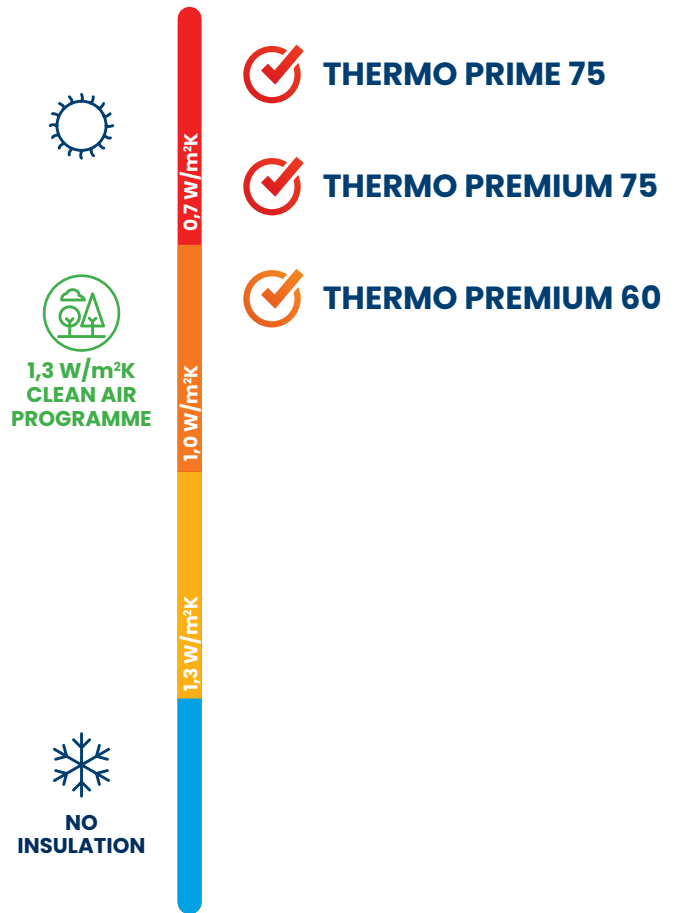 THERMO PRIME 75
0,7 W/m²K
THERMO PREMIUM 75
THERMO PREMIUM 60
1,3 W/m²K
CLEAN AIR
PROGRAMME
1,0 W/m²K
1,3 W/m²K
NO
INSULATION